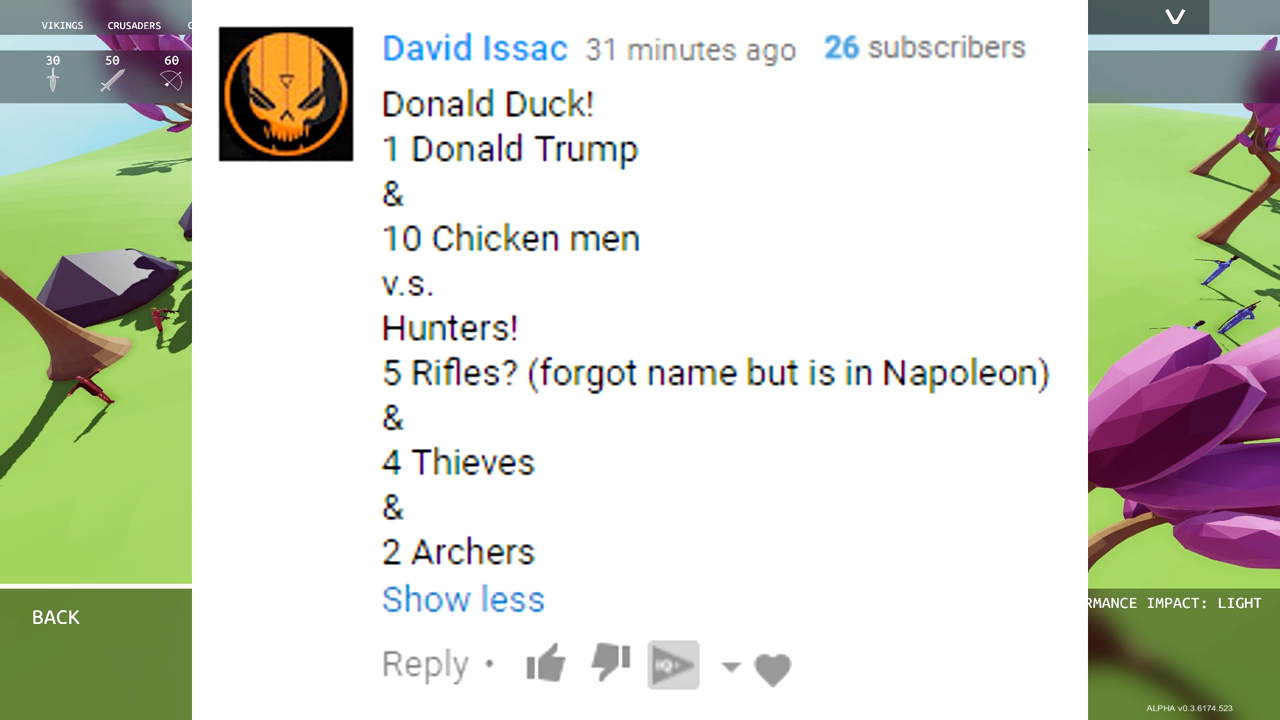 VIKINGS CRUSADERS
30 50 60
David Issac 31 minutes ago 26 subscribers
Donald Duck!
1 Donald Trump
&
10 Chicken men
v.s.
Hunters!
5 Rifles? (forgot name but is in Napoleon)
&
4 Thieves
&
2 Archers
Show less
Reply •
BACK
RMANCE IMPACT: LIGHT
ALPHA v0.3.6174.523